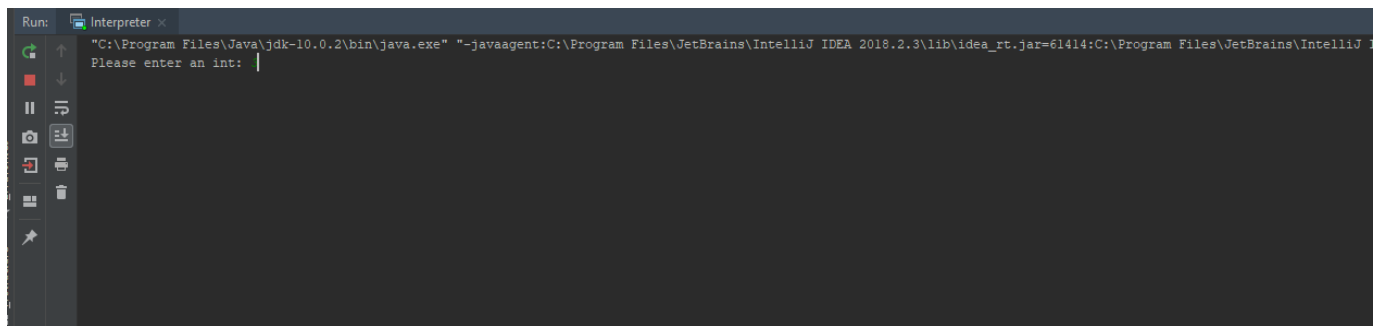 Run: Interpreter ×
"C:\Program Files\Java\jdk-10.0.2\bin\java.exe" "-javaagent:C:\Program Files\JetBrains\IntelliJ IDEA 2018.2.3\lib\idea_rt.jar=61414:C:\Program Files\JetBrains\IntelliJ
Please enter an int: